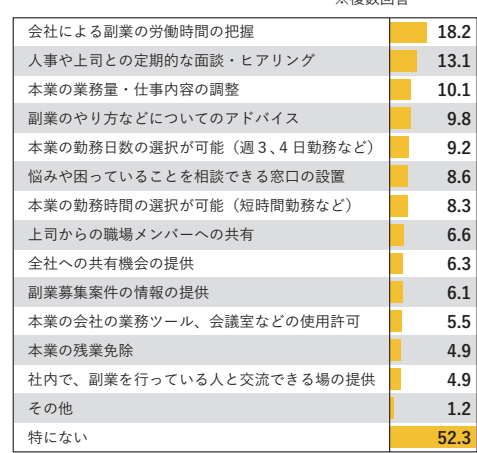 ※複数回答
会社による副業の労働時間の把握 18.2
人事や上司との定期的な面談・ヒアリング 13.1
本業の業務量・仕事内容の調整 10.1
副業のやり方などについてのアドバイス 9.8
本業の勤務日数の選択が可能（週３、４日勤務など） 9.2
悩みや困っていることを相談できる窓口の設置 8.6
本業の勤務時間の選択が可能（短時間勤務など） 8.3
上司からの職場メンバーへの共有 6.6
全社への共有機会の提供 6.3
副業募集案件の情報の提供 6.1
本業の会社の業務ツール、会議室などの使用許可 5.5
本業の残業免除 4.9
社内で、副業を行っている人と交流できる場の提供 4.9
その他 1.2
特にない 52.3